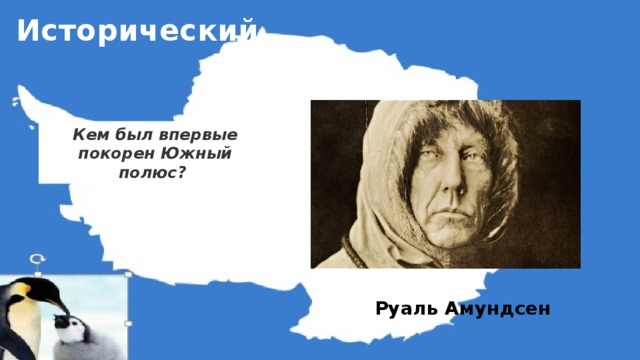 Исторический
Кем был впервые
покорен Южный
полюс?
Руаль Амундсен